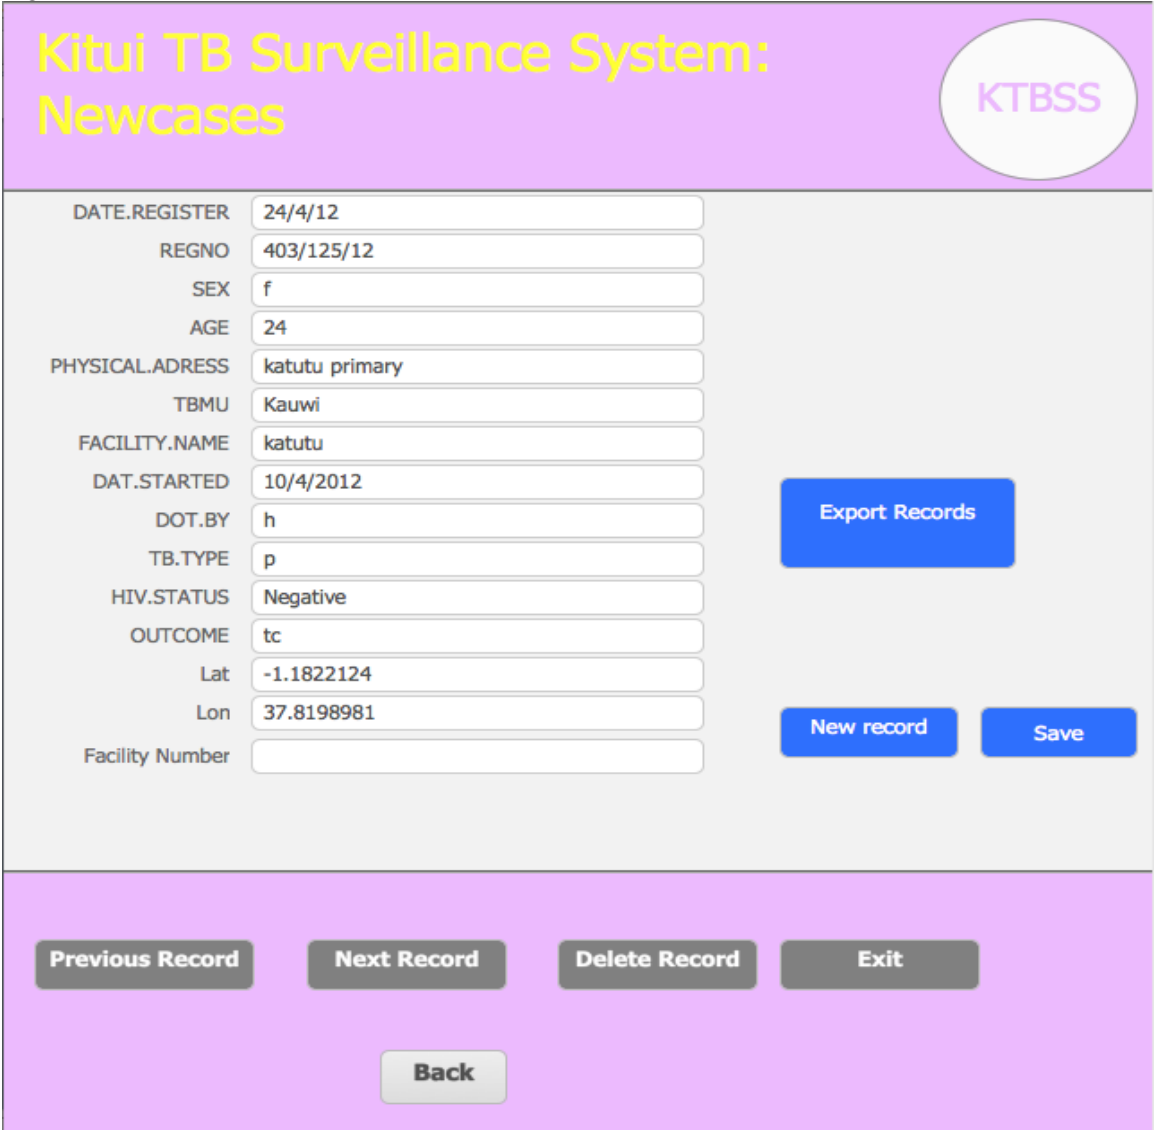 Kitui TB Surveillance System:
Newcases
KTBSS
DATE.REGISTER 24/4/12
REGNO 403/125/12
SEX f
AGE 24
PHYSICAL.ADRESS katutu primary
TBMU Kauwi
FACILITY.NAME katutu
DAT.STARTED 10/4/2012
DOT.BY h
TB.TYPE p
HIV.STATUS Negative
OUTCOME tc
Lat -1.1822124
Lon 37.8198981
Facility Number
Export Records
New record Save
Previous Record Next Record Delete Record Exit
Back